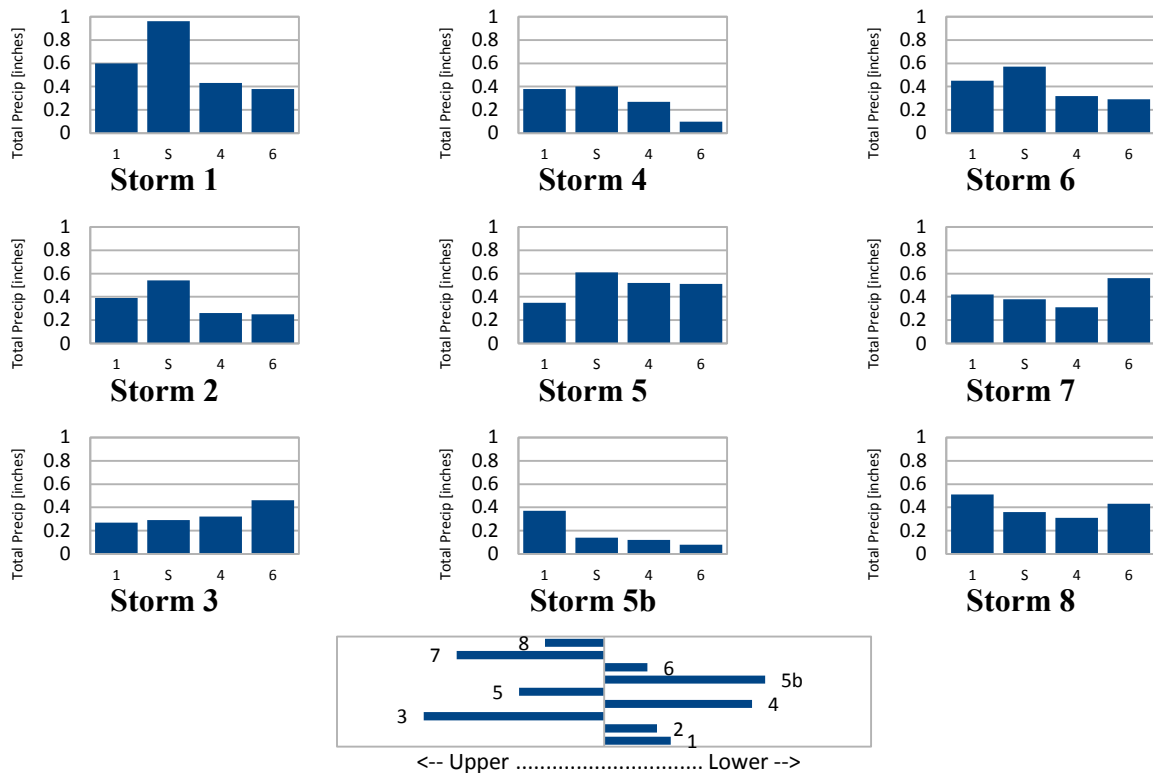 Total Precip [inches]
1
0.8
0.6
0.4
0.2
0
1 S 4 6
Storm 1
Total Precip [inches]
1
0.8
0.6
0.4
0.2
0
1 S 4 6
Storm 4
Total Precip [inches]
1
0.8
0.6
0.4
0.2
0
1 S 4 6
Storm 6
Total Precip [inches]
1
0.8
0.6
0.4
0.2
0
1 S 4 6
Storm 2
Total Precip [inches]
1
0.8
0.6
0.4
0.2
0
1 S 4 6
Storm 5
Total Precip [inches]
1
0.8
0.6
0.4
0.2
0
1 S 4 6
Storm 7
Total Precip [inches]
1
0.8
0.6
0.4
0.2
0
1 S 4 6
Storm 3
Total Precip [inches]
1
0.8
0.6
0.4
0.2
0
1 S 4 6
Storm 5b
Total Precip [inches]
1
0.8
0.6
0.4
0.2
0
1 S 4 6
Storm 8
8
7
6
5b
5
4
3
2
1
<-- Upper ................................. Lower -->